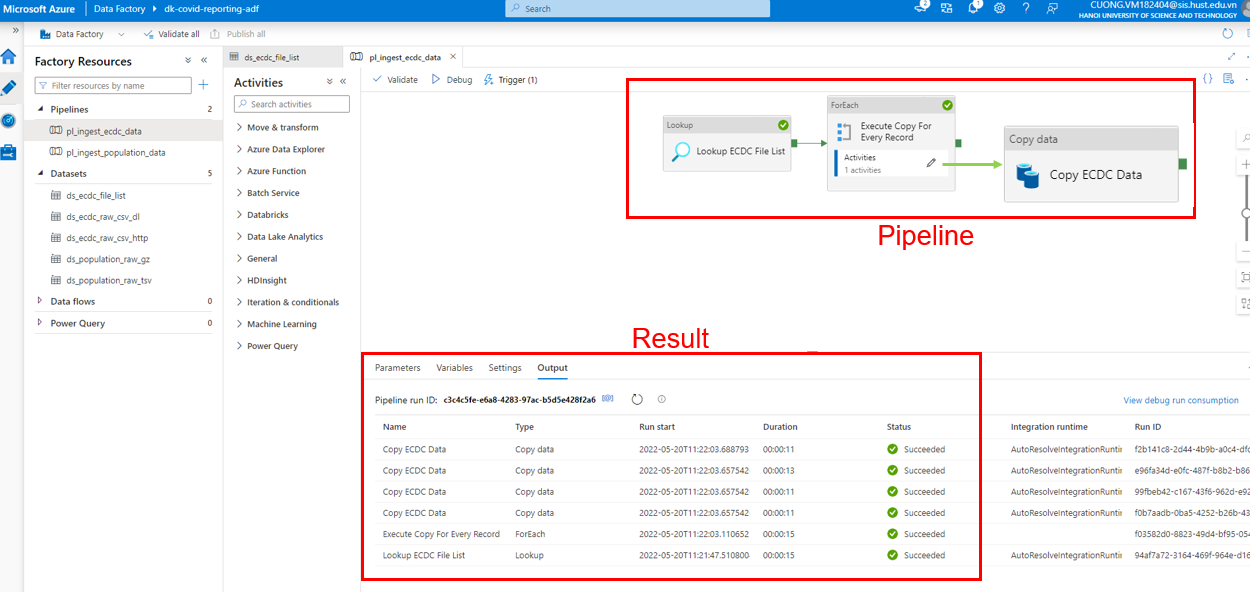 Microsoft Azure Data Factory dk-covid-reporting-adf Search 2 1 CUONG.VM182404@sis.hust.edu.vn
HANOI UNIVERSITY OF SCIENCE AND TECHNOLOGY
Data Factory Validate all Publish all
Factory Resources
Filter resources by name
Pipelines 2
pl_ingest_ecdc_data
pl_ingest_population_data
Datasets 5
ds_ecdc_file_list
ds_ecdc_raw_csv_dl
ds_ecdc_raw_csv_http
ds_population_raw_gz
ds_population_raw_tsv
Data flows 0
Power Query 0
ds_ecdc_file_list pl_ingest_ecdc_data
Activities
Search activities
Move & transform
Azure Data Explorer
Azure Function
Batch Service
Databricks
Data Lake Analytics
General
HDInsight
Iteration & conditionals
Machine Learning
Power Query
Validate Debug Trigger (1)
Lookup
Lookup ECDC File List
ForEach
Execute Copy For
Every Record
Activities
1 activities
Copy data
Copy ECDC Data
Pipeline
Result
Parameters Variables Settings Output
Pipeline run ID: c3c4c5fe-e6a8-4283-97ac-b5d5e428f2a6 View debug run consumption
Name Type Run start Duration Status Integration runtime Run ID
Copy ECDC Data Copy data 2022-05-20T11:22:03.688793 00:00:11 Succeeded AutoResolveIntegrationRuntin f2b141c8-2d44-4b9b-a0c4-dfc
Copy ECDC Data Copy data 2022-05-20T11:22:03.657542 00:00:13 Succeeded AutoResolveIntegrationRuntin e96fa34d-e0fc-487f-b8b2-b86
Copy ECDC Data Copy data 2022-05-20T11:22:03.657542 00:00:11 Succeeded AutoResolveIntegrationRuntin 99fbeb42-c167-43f6-962d-e92
Copy ECDC Data Copy data 2022-05-20T11:22:03.657542 00:00:11 Succeeded AutoResolveIntegrationRuntin f0b7aadb-0ba5-4252-b26b-43
Execute Copy For Every Record ForEach 2022-05-20T11:22:03.110652 00:00:15 Succeeded f03582d0-8823-49d4-bf95-054
Lookup ECDC File List Lookup 2022-05-20T11:21:47.510800 00:00:15 Succeeded AutoResolveIntegrationRuntin 94af7a72-3164-469f-964e-d16